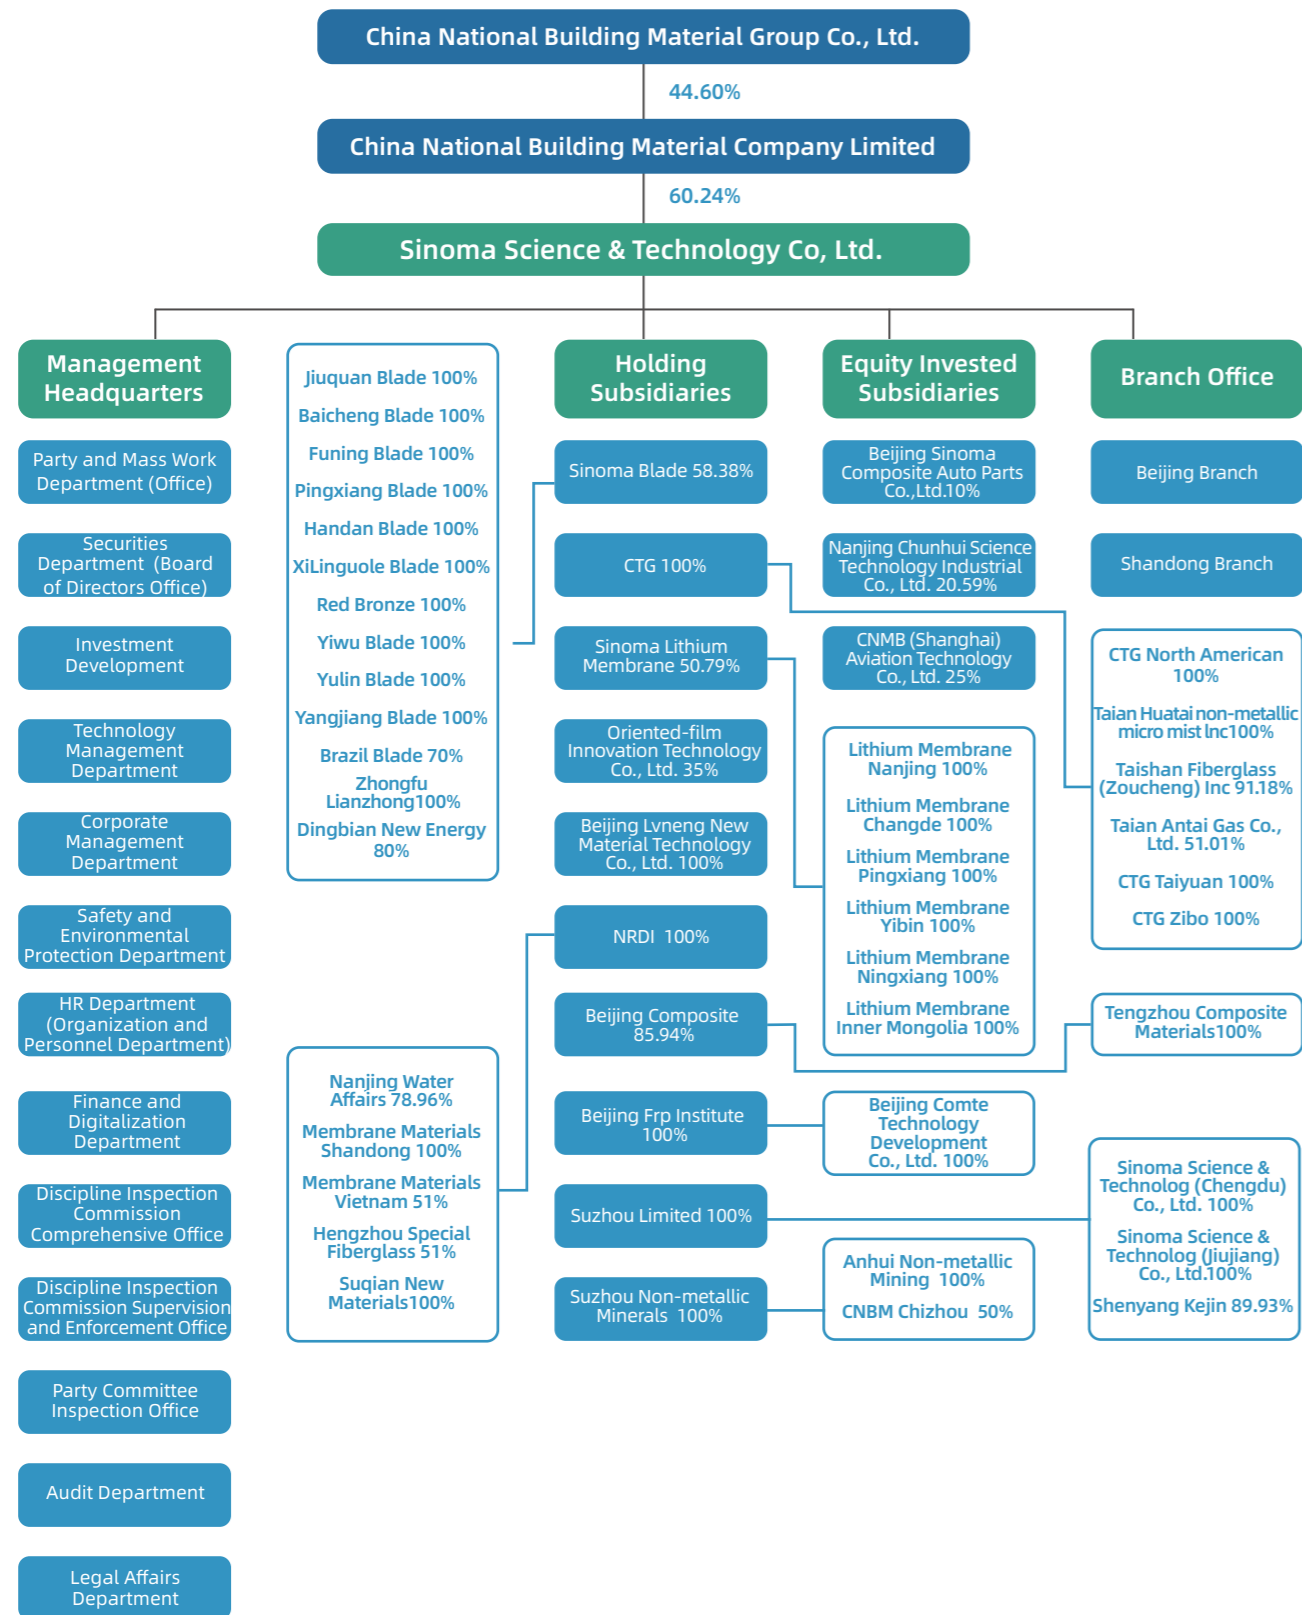 China National Building Material Group Co., Ltd.
44.60%
China National Building Material Company Limited
60.24%
Sinoma Science & Technology Co, Ltd.
Management
Headquarters
Party and Mass Work
Department (Office)
Securities
Department (Board
of Directors Office)
Investment
Development
Technology
Management
Department
Corporate
Management
Department
Safety and
Environmental
Protection Department
HR Department
(Organization and
Personnel Department)
Finance and
Digitalization
Department
Discipline Inspection
Commission
Comprehensive Office
Discipline Inspection
Commission Supervision
and Enforcement Office
Party Committee
Inspection Office
Audit Department
Legal Affairs
Department
Jiuquan Blade 100%
Baicheng Blade 100%
Funing Blade 100%
Pingxiang Blade 100%
Handan Blade 100%
XiLinguole Blade 100%
Red Bronze 100%
Yiwu Blade 100%
Yulin Blade 100%
Yangjiang Blade 100%
Brazil Blade 70%
Zhongfu
Lianzhong100%
Dingbian New Energy
80%
Nanjing Water
Affairs 78.96%
Membrane Materials
Shandong 100%
Membrane Materials
Vietnam 51%
Hengzhou Special
Fiberglass 51%
Suqian New
Materials100%
Holding
Subsidiaries
Sinoma Blade 58.38%
CTG 100%
Sinoma Lithium
Membrane 50.79%
Oriented-film
Innovation Technology
Co., Ltd. 35%
Beijing Lvneng New
Material Technology
Co., Ltd. 100%
NRDI 100%
Beijing Composite
85.94%
Beijing Frp Institute
100%
Suzhou Limited 100%
Suzhou Non-metallic
Minerals 100%
Equity Invested
Subsidiaries
Beijing Sinoma
Composite Auto Parts
Co.,Ltd.10%
Nanjing Chunhui Science
Technology Industrial
Co., Ltd. 20.59%
CNMB (Shanghai)
Aviation Technology
Co., Ltd. 25%
Lithium Membrane
Nanjing 100%
Lithium Membrane
Changde 100%
Lithium Membrane
Pingxiang 100%
Lithium Membrane
Yibin 100%
Lithium Membrane
Ningxiang 100%
Lithium Membrane
Inner Mongolia 100%
Beijing Comte
Technology
Development
Co., Ltd. 100%
Anhui Non-metallic
Mining 100%
CNBM Chizhou 50%
Branch Office
Beijing Branch
Shandong Branch
CTG North American
100%
Taian Huatai non-metallic
micro mist lnc100%
Taishan Fiberglass
(Zoucheng) Inc 91.18%
Taian Antai Gas Co.,
Ltd. 51.01%
CTG Taiyuan 100%
CTG Zibo 100%
Tengzhou Composite
Materials100%
Sinoma Science &
Technolog (Chengdu)
Co., Ltd. 100%
Sinoma Science &
Technolog (Jiujiang)
Co., Ltd.100%
Shenyang Kejin 89.93%